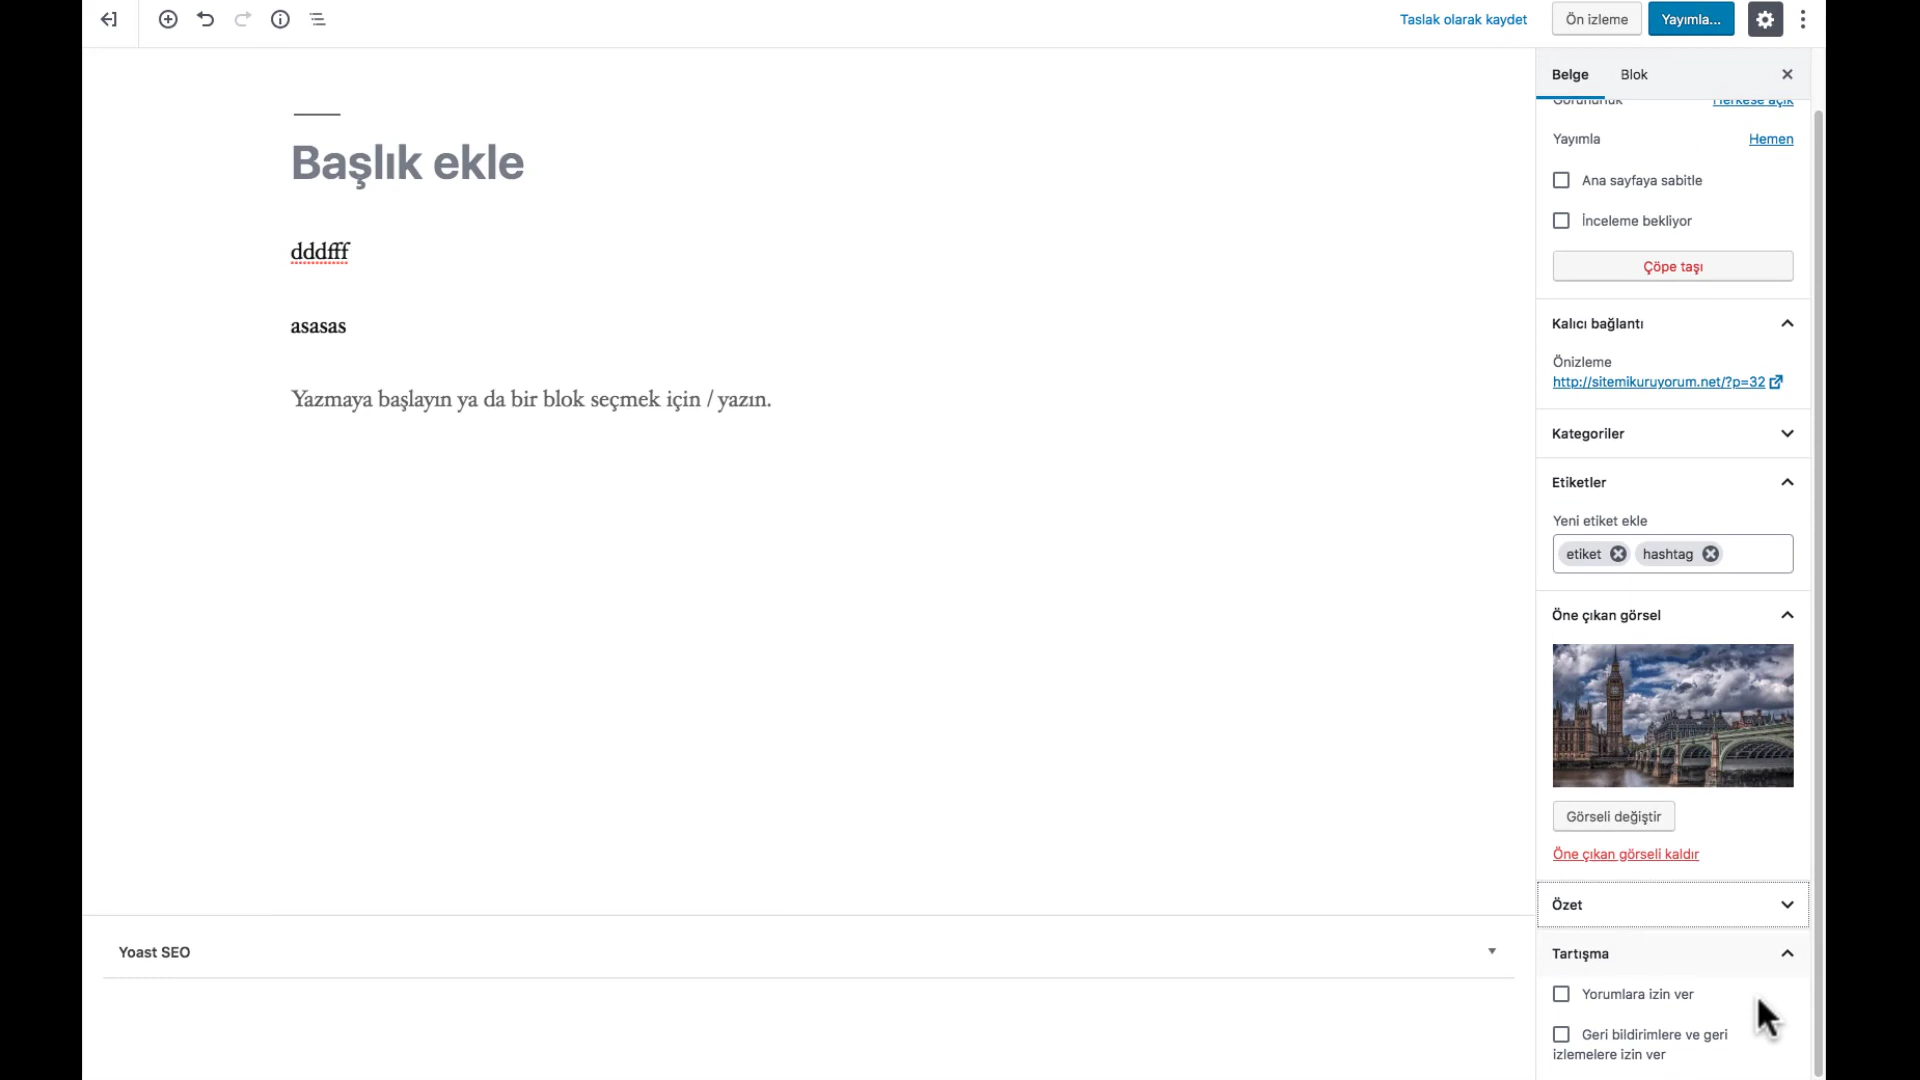 Taslak olarak kaydet
Ön izleme
Yayımla...
Belge
Blok
Görünürlük
Herkese açık
Yayımla
Hemen
Ana sayfaya sabitle
İnceleme bekliyor
Çöpe taşı
Kalıcı bağlantı
Önizleme
http://sitemikuruyorum.net/?p=32
Kategoriler
Etiketler
Yeni etiket ekle
etiket
hashtag
Öne çıkan görsel
Görseli değiştir
Öne çıkan görseli kaldır
Özet
Tartışma
Yorumlara izin ver
Geri bildirimlere ve geri
izlemelere izin ver
Başlık ekle
dddfff
asasas
Yazmaya başlayın ya da bir blok seçmek için / yazın.
Yoast SEO